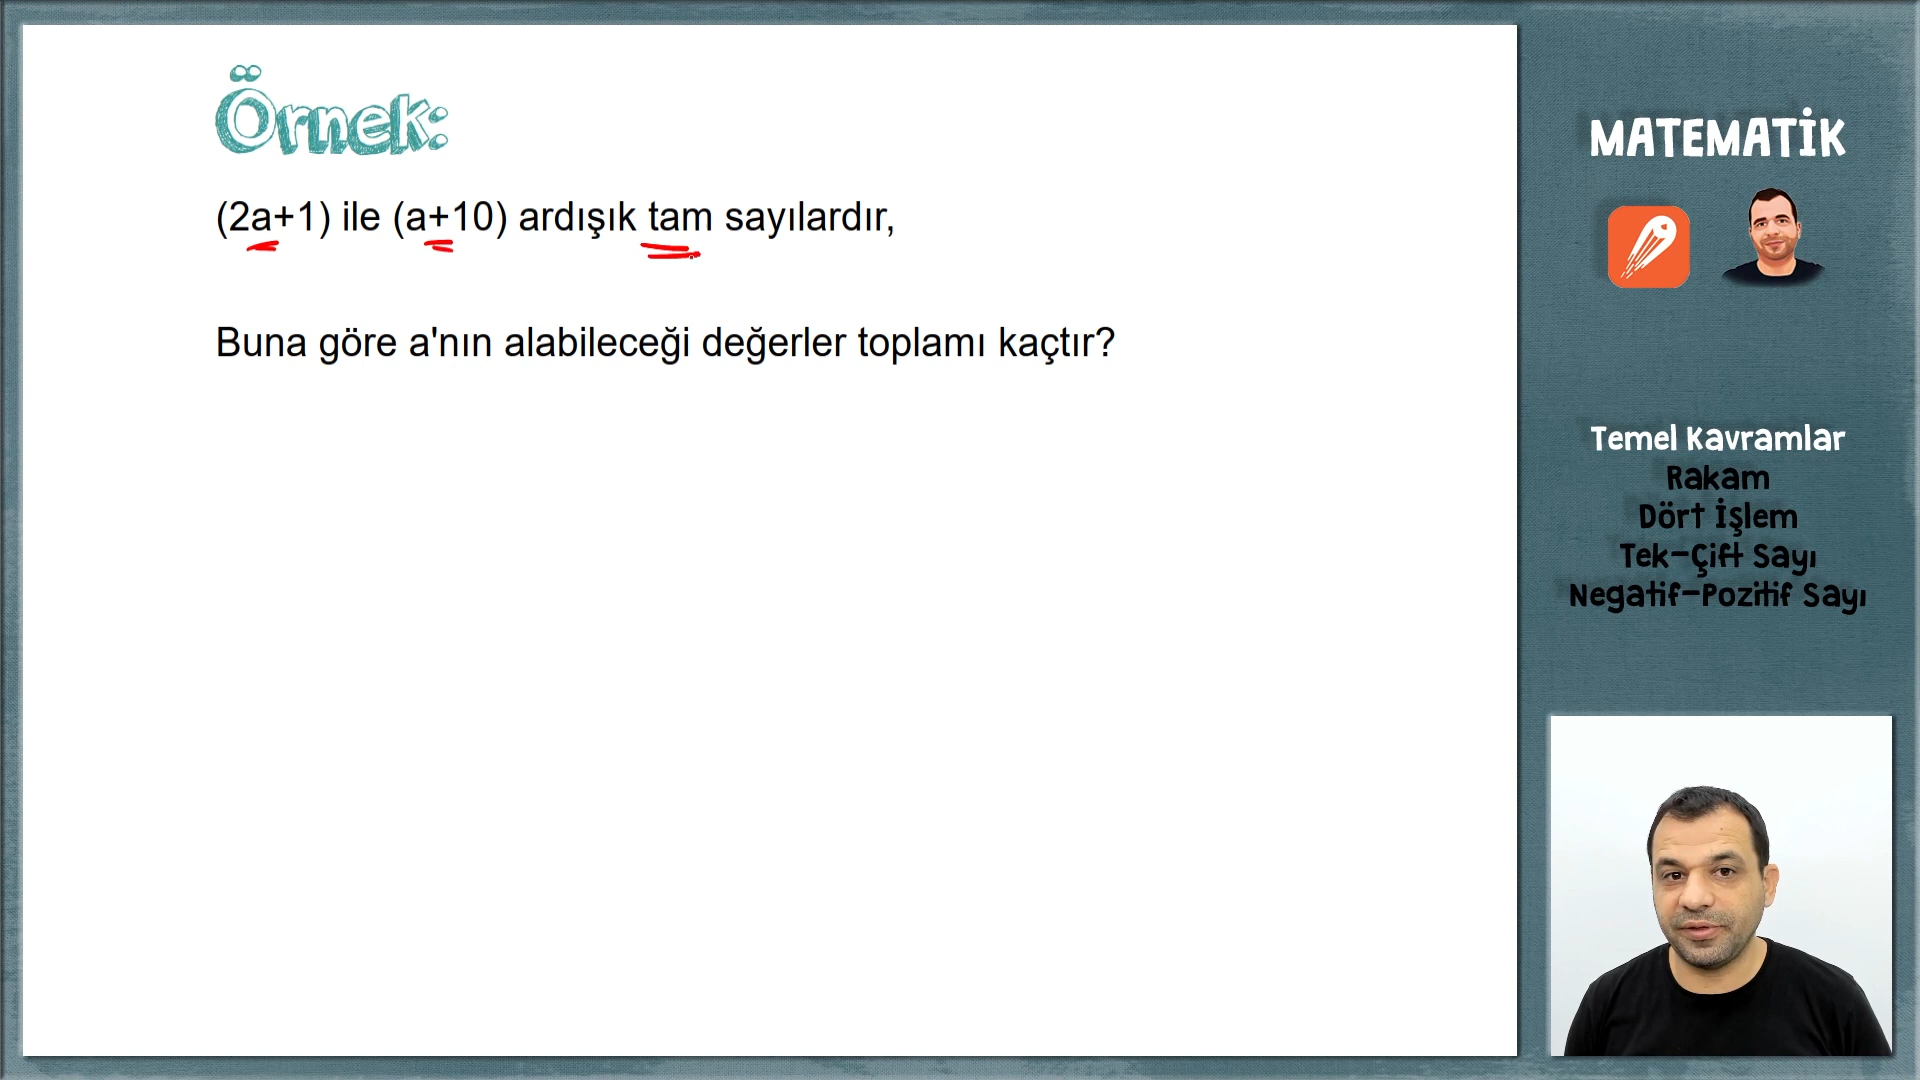 Örnek:
(2a+1) ile (a+10) ardışık tam sayılardır,
Buna göre a'nın alabileceği değerler toplamı kaçtır?
MATEMATİK
Temel Kavramlar
Rakam
Dört İşlem
Tek-Çift Sayı
Negatif-Pozitif Sayı